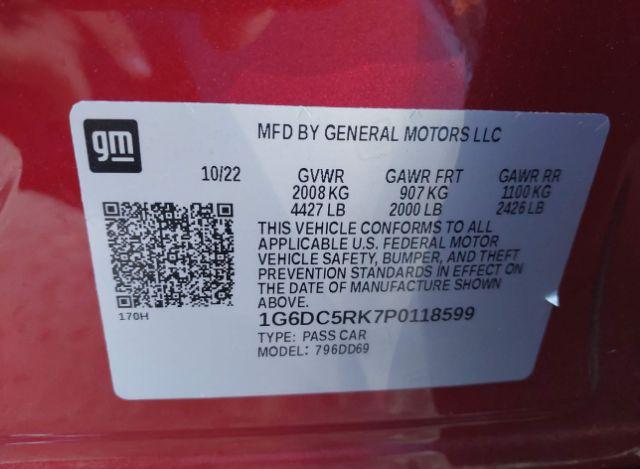 gm
MFD BY GENERAL MOTORS LLC
10/22 GVWR GAWR FRT GAWR RR
2008 KG 907 KG 1100 KG
4427 LB 2000 LB 2426 LB
THIS VEHICLE CONFORMS TO ALL
APPLICABLE U.S. FEDERAL MOTOR
VEHICLE SAFETY, BUMPER, AND THEFT
PREVENTION STANDARDS IN EFFECT ON
THE DATE OF MANUFACTURE SHOWN
ABOVE.
170H
1G6DC5RK7P0118599
TYPE: PASS CAR
MODEL: 796DD69